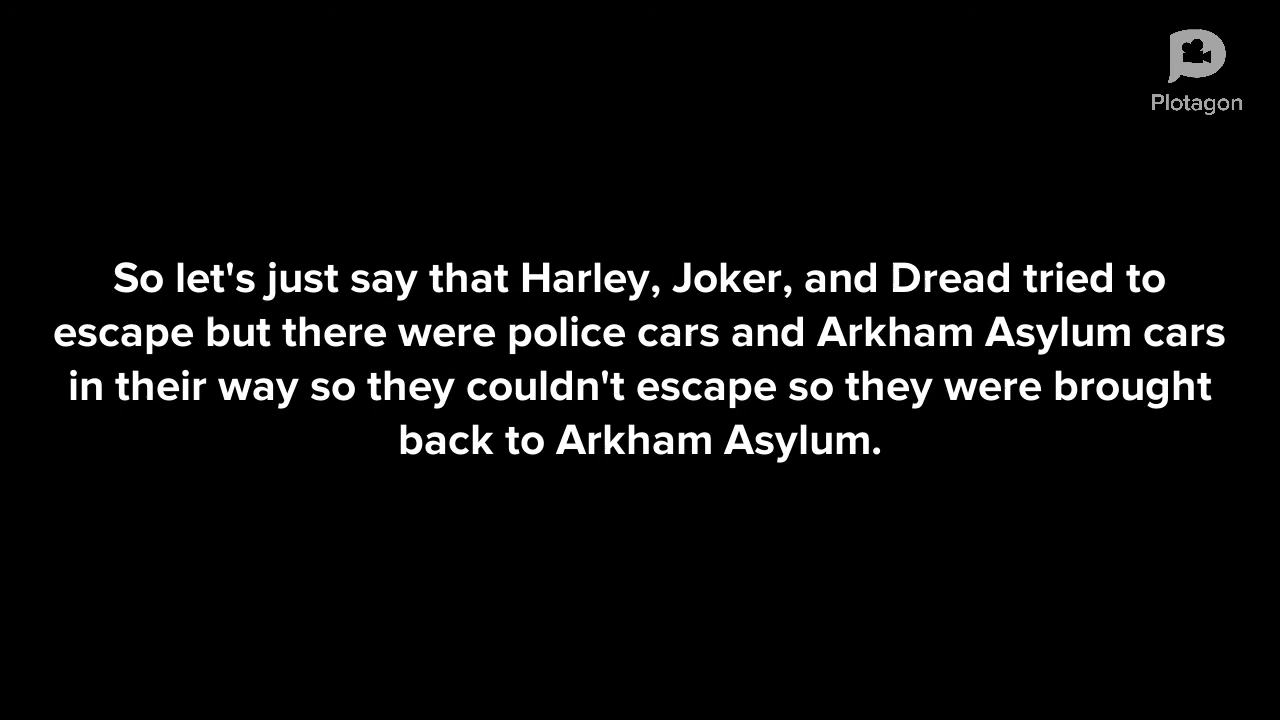 Plotagon
So let's just say that Harley, Joker, and Dread tried to
escape but there were police cars and Arkham Asylum cars
in their way so they couldn't escape so they were brought
back to Arkham Asylum.